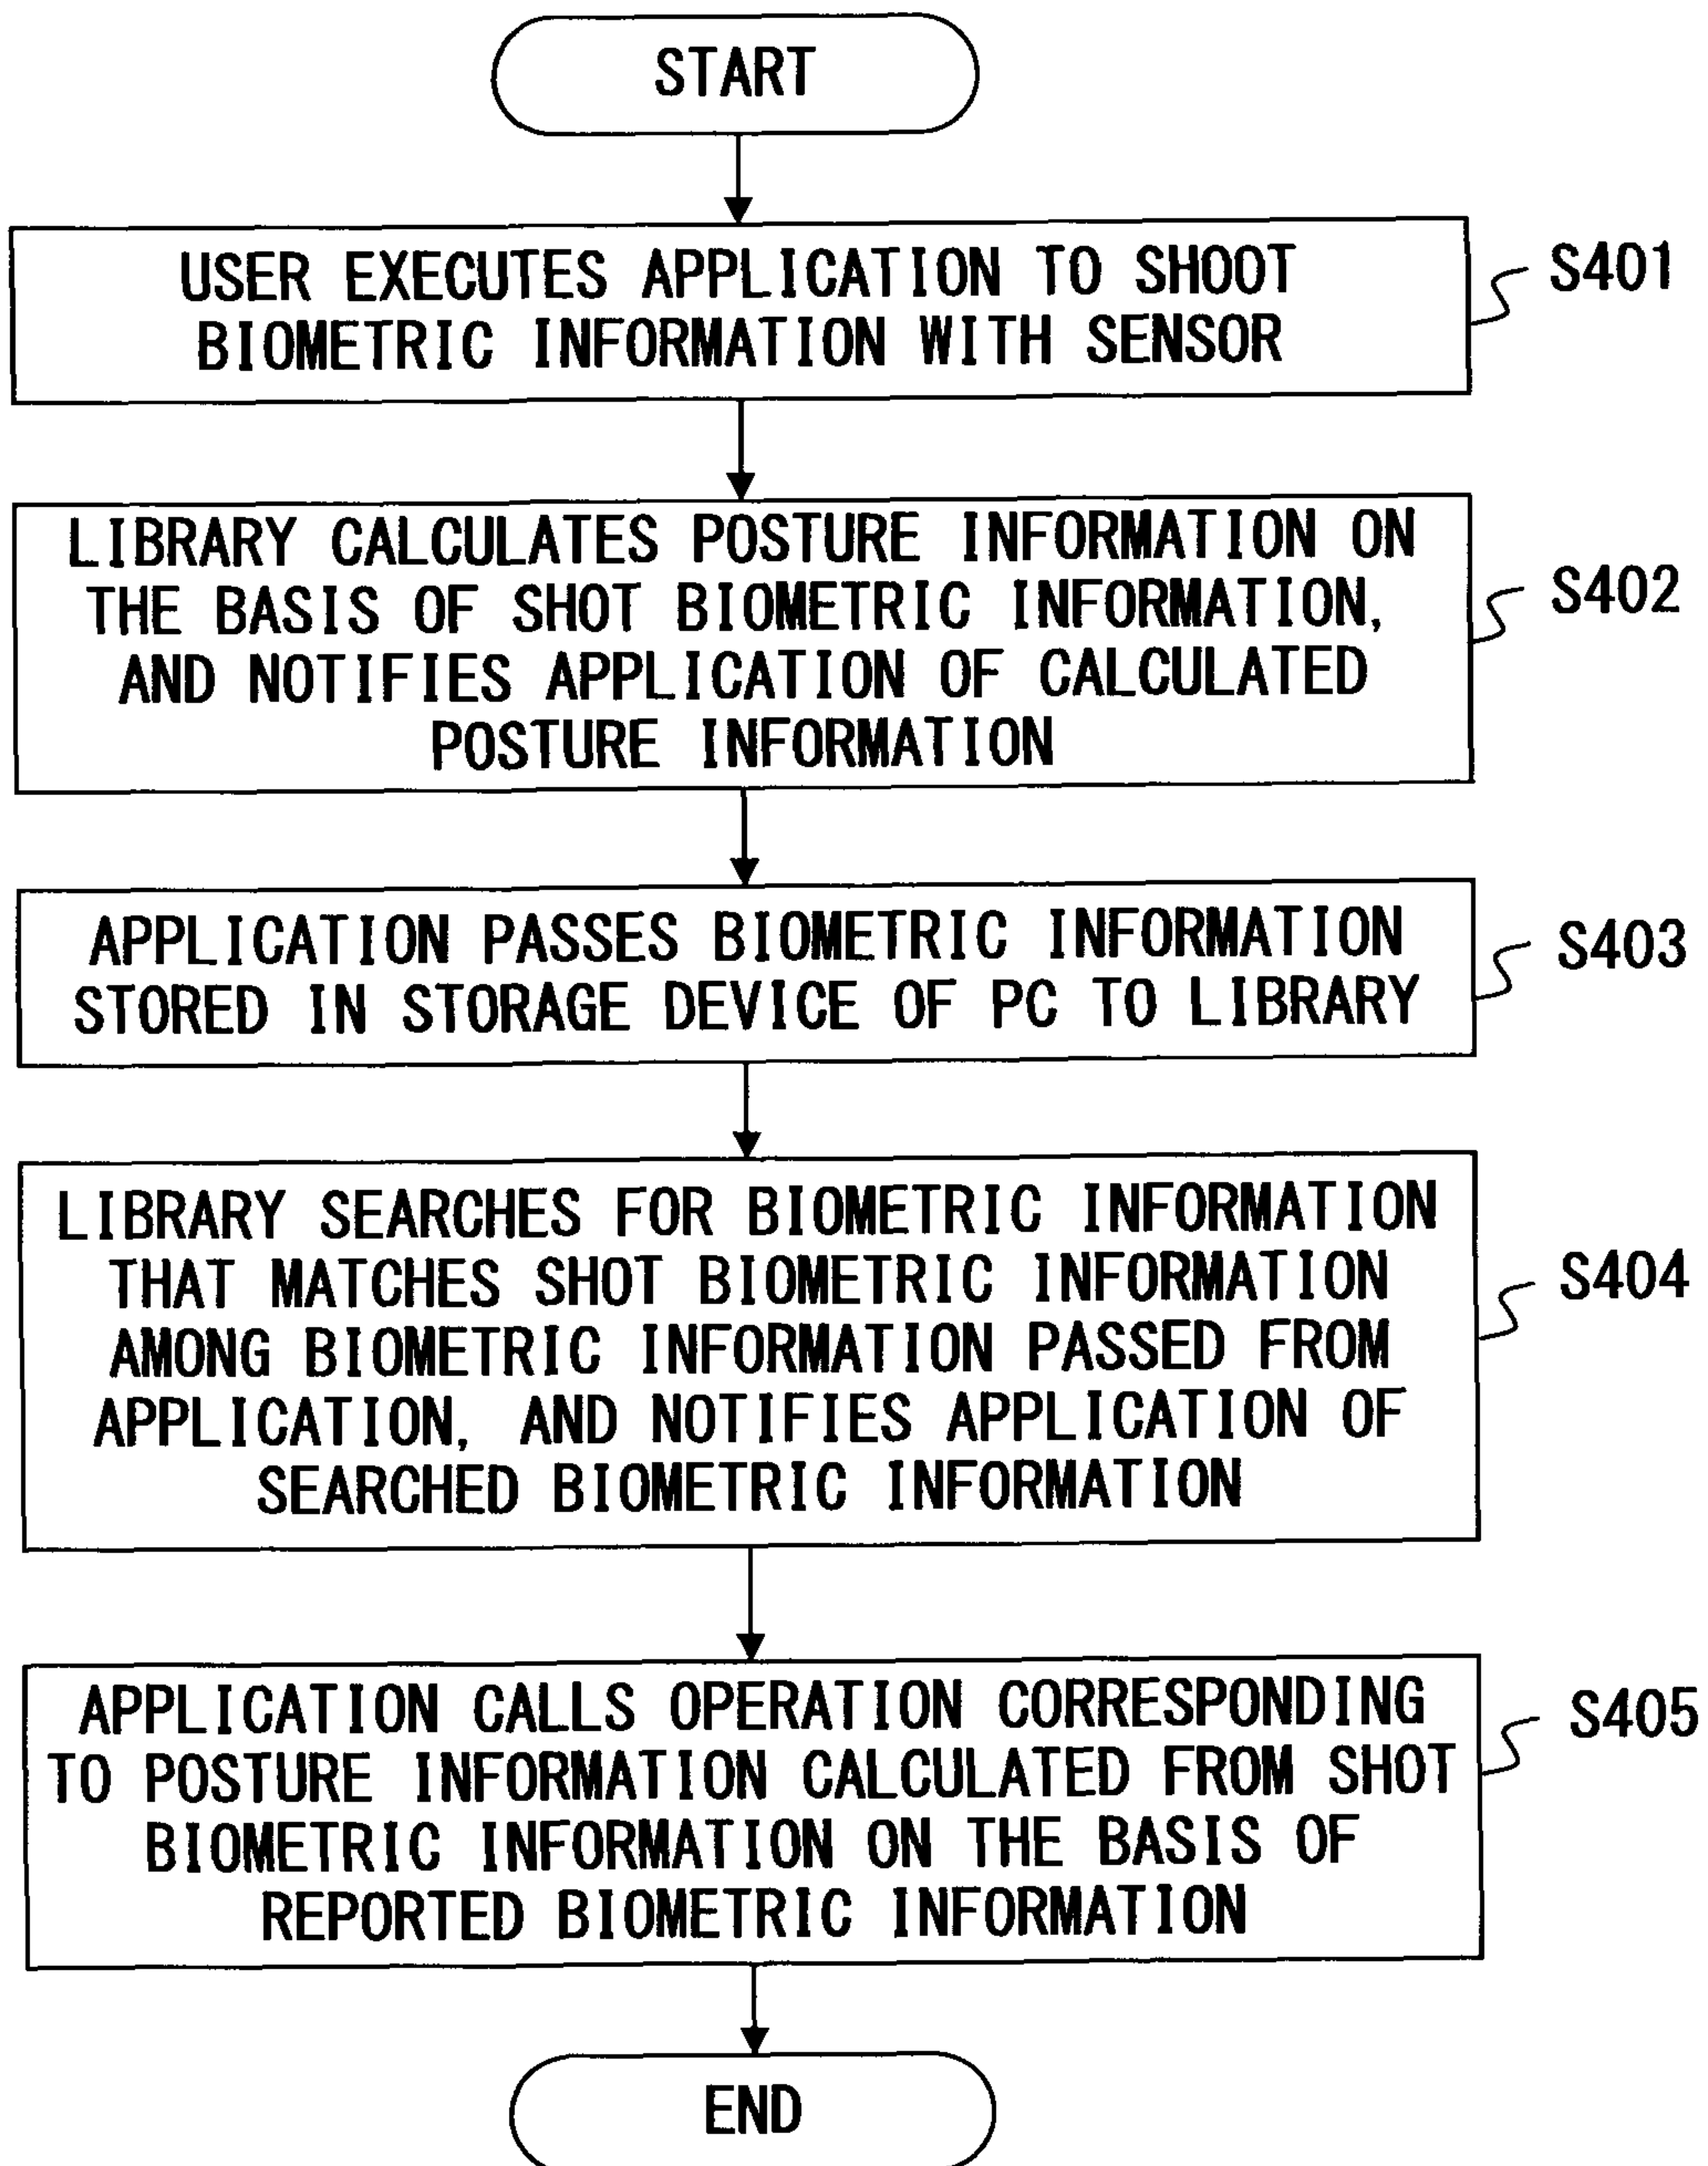 START
USER EXECUTES APPLICATION TO SHOOT
BIOMETRIC INFORMATION WITH SENSOR
S401
LIBRARY CALCULATES POSTURE INFORMATION ON
THE BASIS OF SHOT BIOMETRIC INFORMATION,
AND NOTIFIES APPLICATION OF CALCULATED
POSTURE INFORMATION
S402
APPLICATION PASSES BIOMETRIC INFORMATION
STORED IN STORAGE DEVICE OF PC TO LIBRARY
S403
LIBRARY SEARCHES FOR BIOMETRIC INFORMATION
THAT MATCHES SHOT BIOMETRIC INFORMATION
AMONG BIOMETRIC INFORMATION PASSED FROM
APPLICATION, AND NOTIFIES APPLICATION OF
SEARCHED BIOMETRIC INFORMATION
S404
APPLICATION CALLS OPERATION CORRESPONDING
TO POSTURE INFORMATION CALCULATED FROM SHOT
BIOMETRIC INFORMATION ON THE BASIS OF
REPORTED BIOMETRIC INFORMATION
S405
END